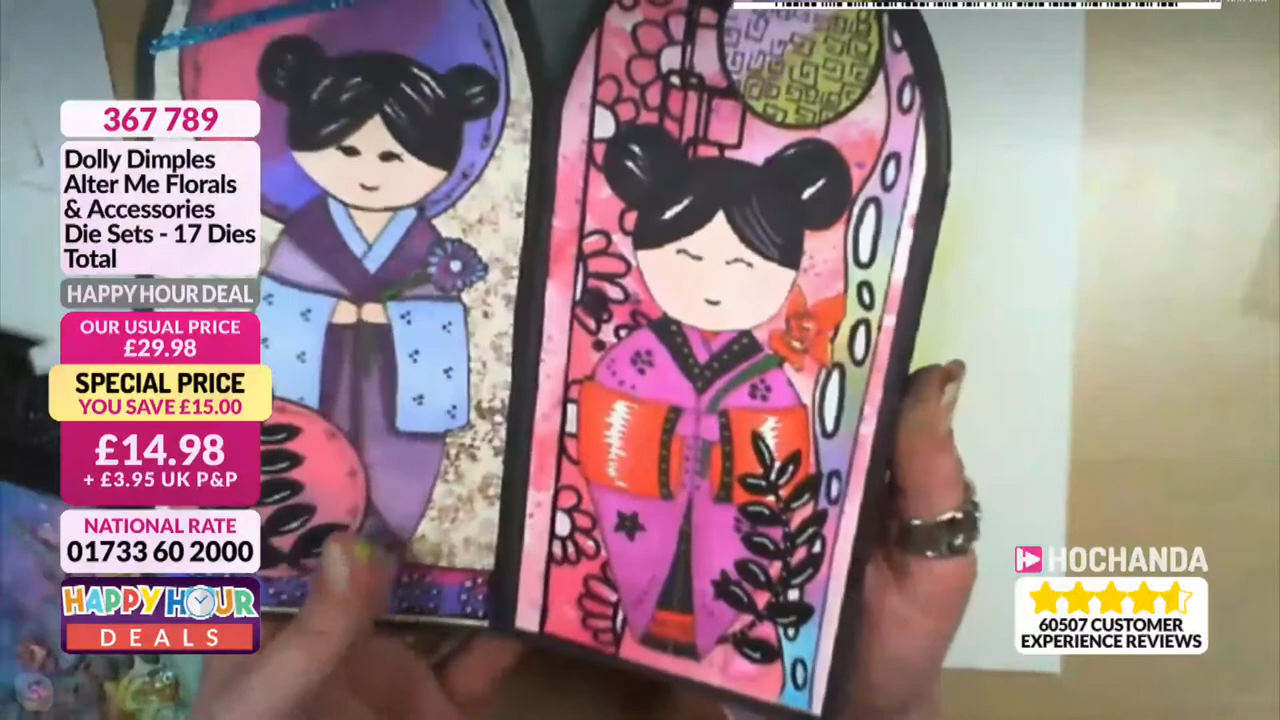 367 789
Dolly Dimples
Alter Me Florals
& Accessories
Die Sets - 17 Dies
Total
HAPPY HOUR DEAL
OUR USUAL PRICE
£29.98
SPECIAL PRICE
YOU SAVE £15.00
£14.98
+ £3.95 UK P&P
NATIONAL RATE
01733 60 2000
HAPPY HOUR
DEALS
HOCHANDA
60507 CUSTOMER
EXPERIENCE REVIEWS